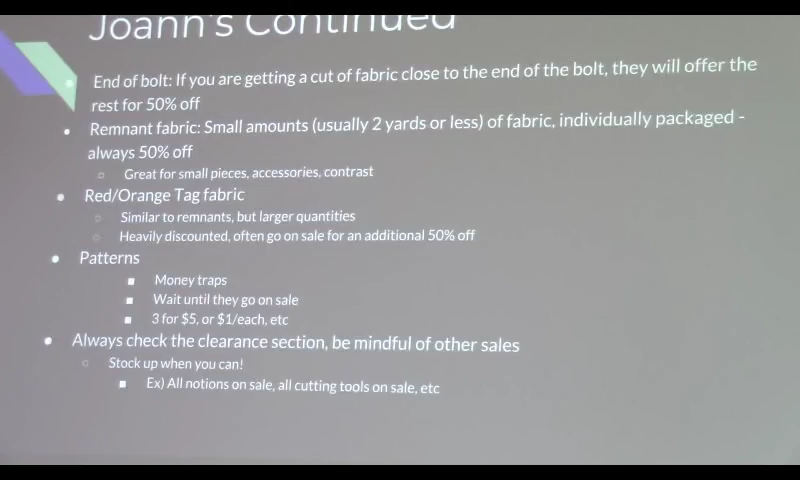 Joann's Continued
End of bolt: If you are getting a cut of fabric close to the end of the bolt, they will offer the
rest for 50% off
Remnant fabric: Small amounts (usually 2 yards or less) of fabric, individually packaged -
always 50% off
Great for small pieces, accessories, contrast
Red/Orange Tag fabric
Similar to remnants, but larger quantities
Heavily discounted, often go on sale for an additional 50% off
Patterns
Money traps
Wait until they go on sale
3 for $5, or $1/each, etc
Always check the clearance section, be mindful of other sales
Stock up when you can!
Ex) All notions on sale, all cutting tools on sale, etc